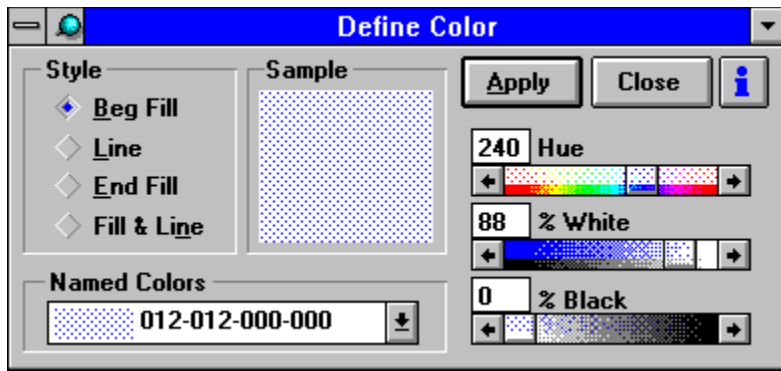 Define Color
Style
Beg Fill
Line
End Fill
Fill & Line
Sample
Apply
Close
i
240 Hue
88 % White
0 % Black
Named Colors
012-012-000-000